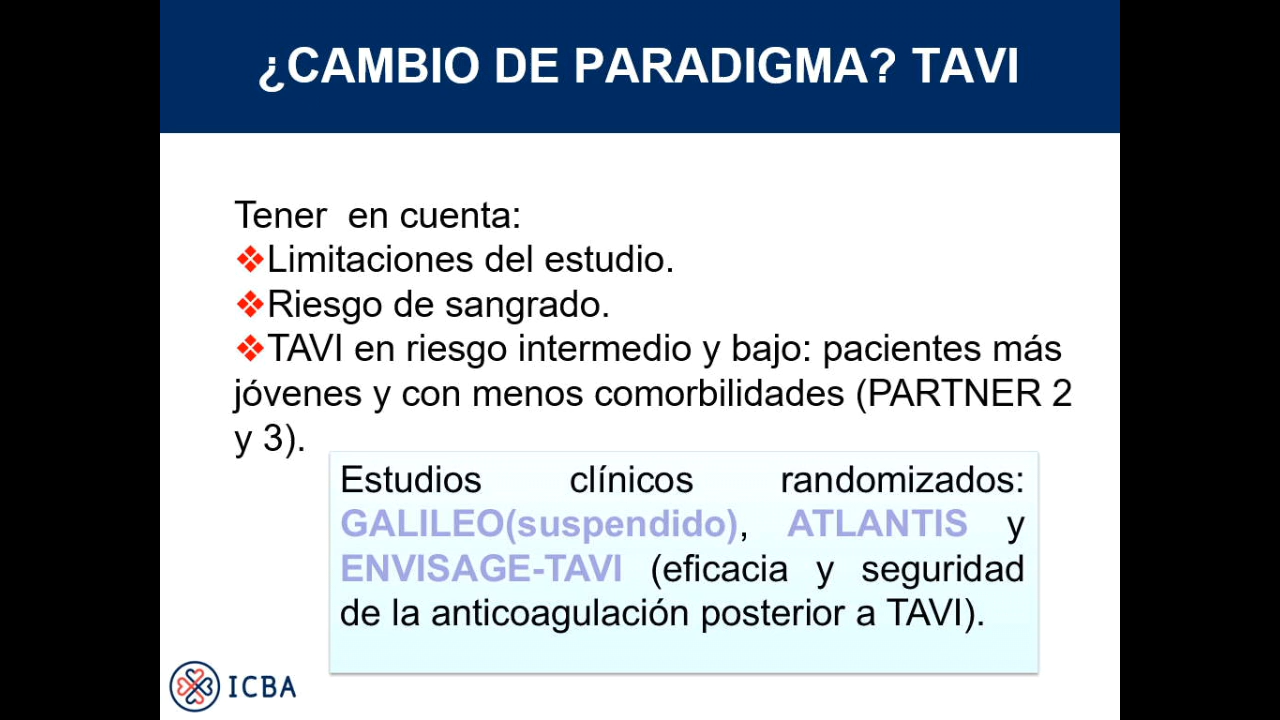 ¿CAMBIO DE PARADIGMA? TAVI
Tener en cuenta:
❖Limitaciones del estudio.
❖Riesgo de sangrado.
❖TAVI en riesgo intermedio y bajo: pacientes más
jóvenes y con menos comorbilidades (PARTNER 2
y 3).
Estudios clínicos randomizados:
GALILEO(suspendido), ATLANTIS y
ENVISAGE-TAVI (eficacia y seguridad
de la anticoagulación posterior a TAVI).
ICBA